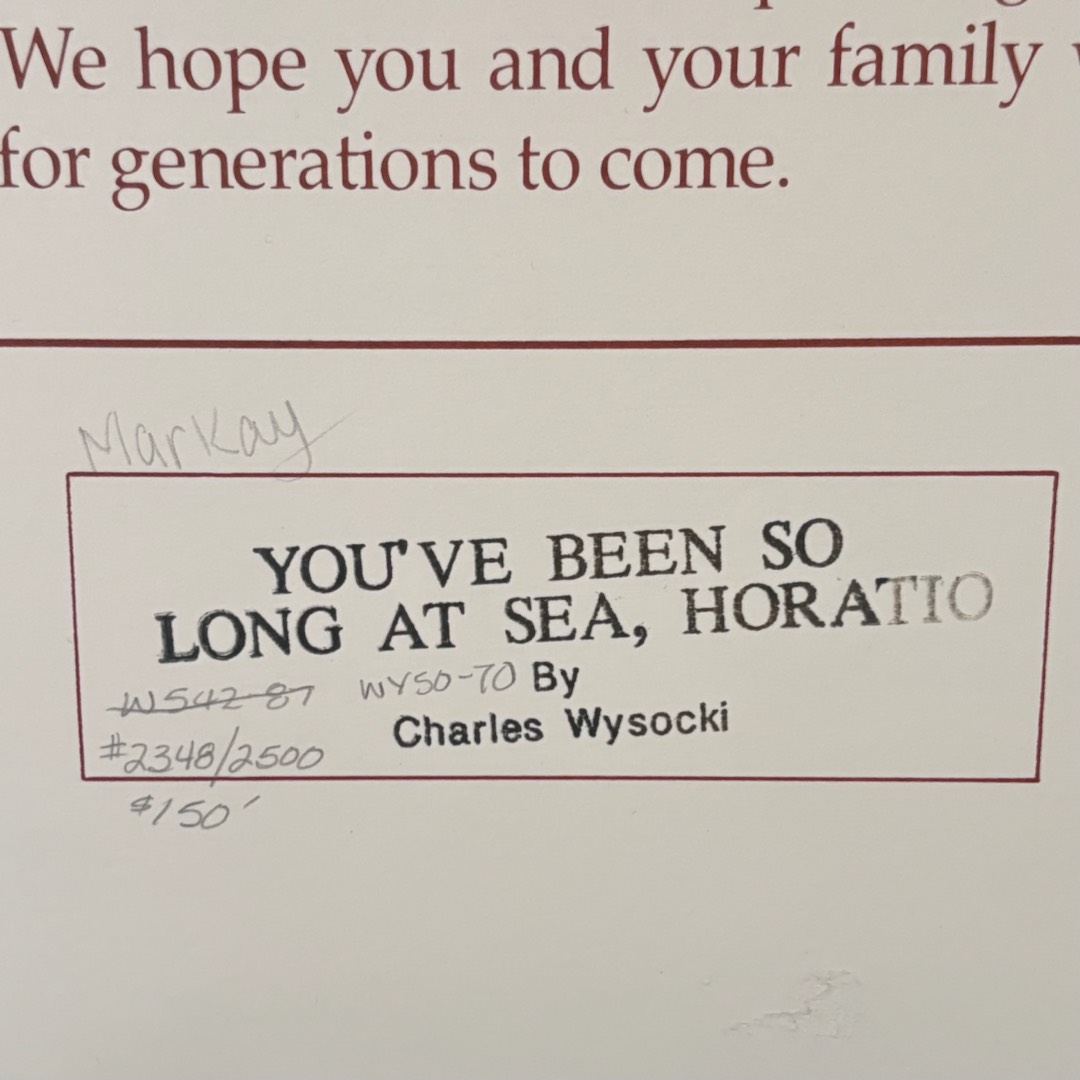 We hope you and your family
for generations to come.
Markay
YOU'VE BEEN SO
LONG AT SEA, HORATIO
W542-87 WYSO-70 By
Charles Wysocki
#2348/2500
$150